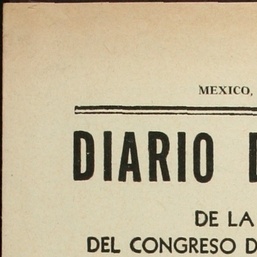 MEXICO,
DIARIO
DE LA
DEL CONGRESO D